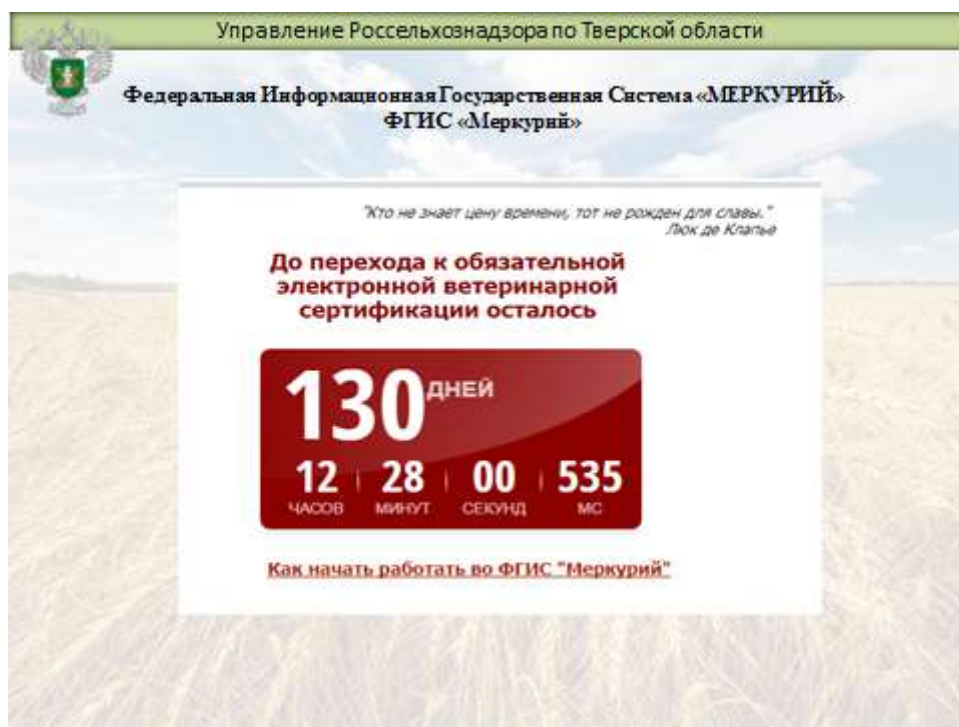 Управление Россельхознадзора по Тверской области
Федеральная Информационная Государственная Система «МЕРКУРИЙ»
ФГИС «Меркурий»
"Кто не знает цену времени, тот не рожден для славы."
Люк де Клапье
До перехода к обязательной
электронной ветеринарной
сертификации осталось
130 ДНЕЙ
12 28 00 535
ЧАСОВ МИНУТ СЕКУНД МС
Как начать работать во ФГИС "Меркурий"